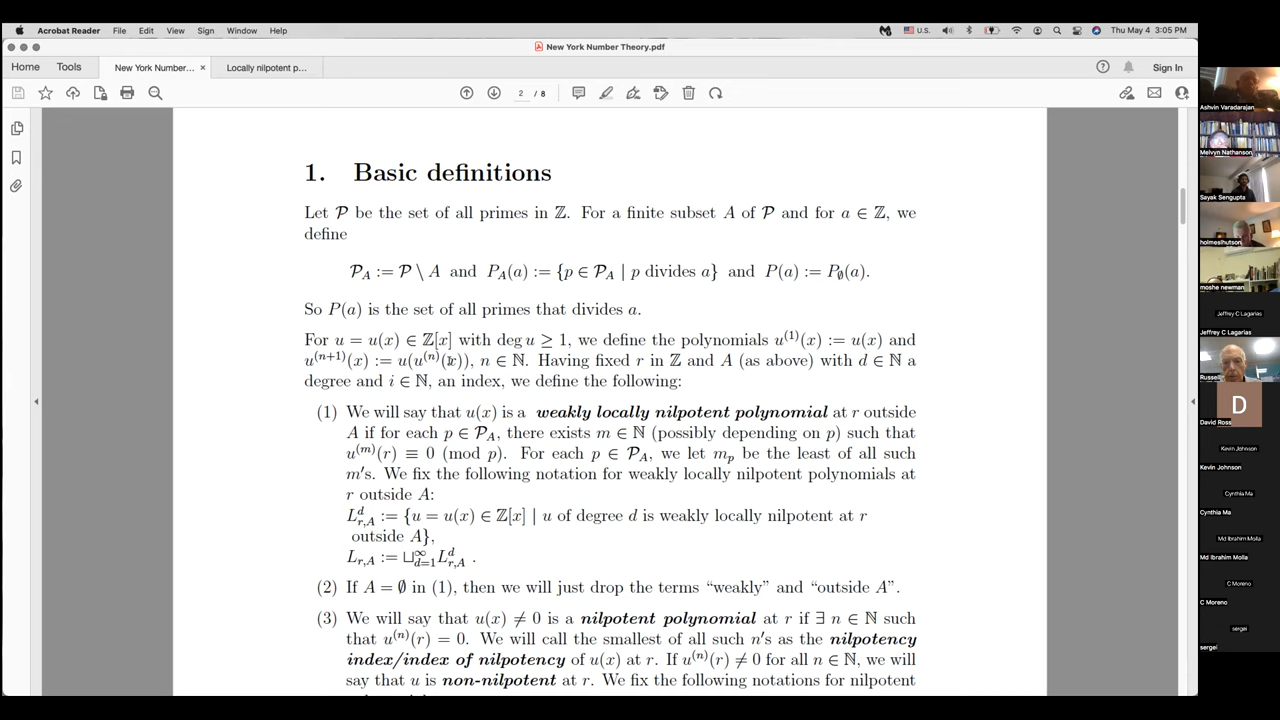 Acrobat Reader File Edit View Sign Window Help U.S. Thu May 4 3:05 PM
New York Number Theory.pdf
Home Tools New York Number... × Locally nilpotent p... Sign In
2 / 8
1. Basic definitions
Let 𝒫 be the set of all primes in ℤ. For a finite subset A of 𝒫 and for a ∈ ℤ, we
define
𝒫_A := 𝒫 \ A and P_A(a) := {p ∈ 𝒫_A | p divides a} and P(a) := P_∅(a).
So P(a) is the set of all primes that divides a.
For u = u(x) ∈ ℤ[x] with deg u ≥ 1, we define the polynomials u^(1)(x) := u(x) and
u^(n+1)(x) := u(u^(n)(x)), n ∈ ℕ. Having fixed r in ℤ and A (as above) with d ∈ ℕ a
degree and i ∈ ℕ, an index, we define the following:
(1) We will say that u(x) is a weakly locally nilpotent polynomial at r outside
A if for each p ∈ 𝒫_A, there exists m ∈ ℕ (possibly depending on p) such that
u^(m)(r) ≡ 0 (mod p). For each p ∈ 𝒫_A, we let m_p be the least of all such
m's. We fix the following notation for weakly locally nilpotent polynomials at
r outside A:
L^d_{r,A} := {u = u(x) ∈ ℤ[x] | u of degree d is weakly locally nilpotent at r
outside A},
L_{r,A} := ⊔^∞_{d=1} L^d_{r,A} .
(2) If A = ∅ in (1), then we will just drop the terms “weakly” and “outside A”.
(3) We will say that u(x) ≠ 0 is a nilpotent polynomial at r if ∃ n ∈ ℕ such
that u^(n)(r) = 0. We will call the smallest of all such n's as the nilpotency
index/index of nilpotency of u(x) at r. If u^(n)(r) ≠ 0 for all n ∈ ℕ, we will
say that u is non-nilpotent at r. We fix the following notations for nilpotent
Ashvin Varadarajan
Melvyn Nathanson
Sayak Sengupta
holmeslhutson
moshe newman
Jeffrey C Lagarias
Jeffrey C Lagarias
Russell
D
David Ross
Kevin Johnson
Kevin Johnson
Cynthia Ma
Cynthia Ma
Md Ibrahim Molla
Md Ibrahim Molla
C Moreno
C Moreno
sergei
sergei